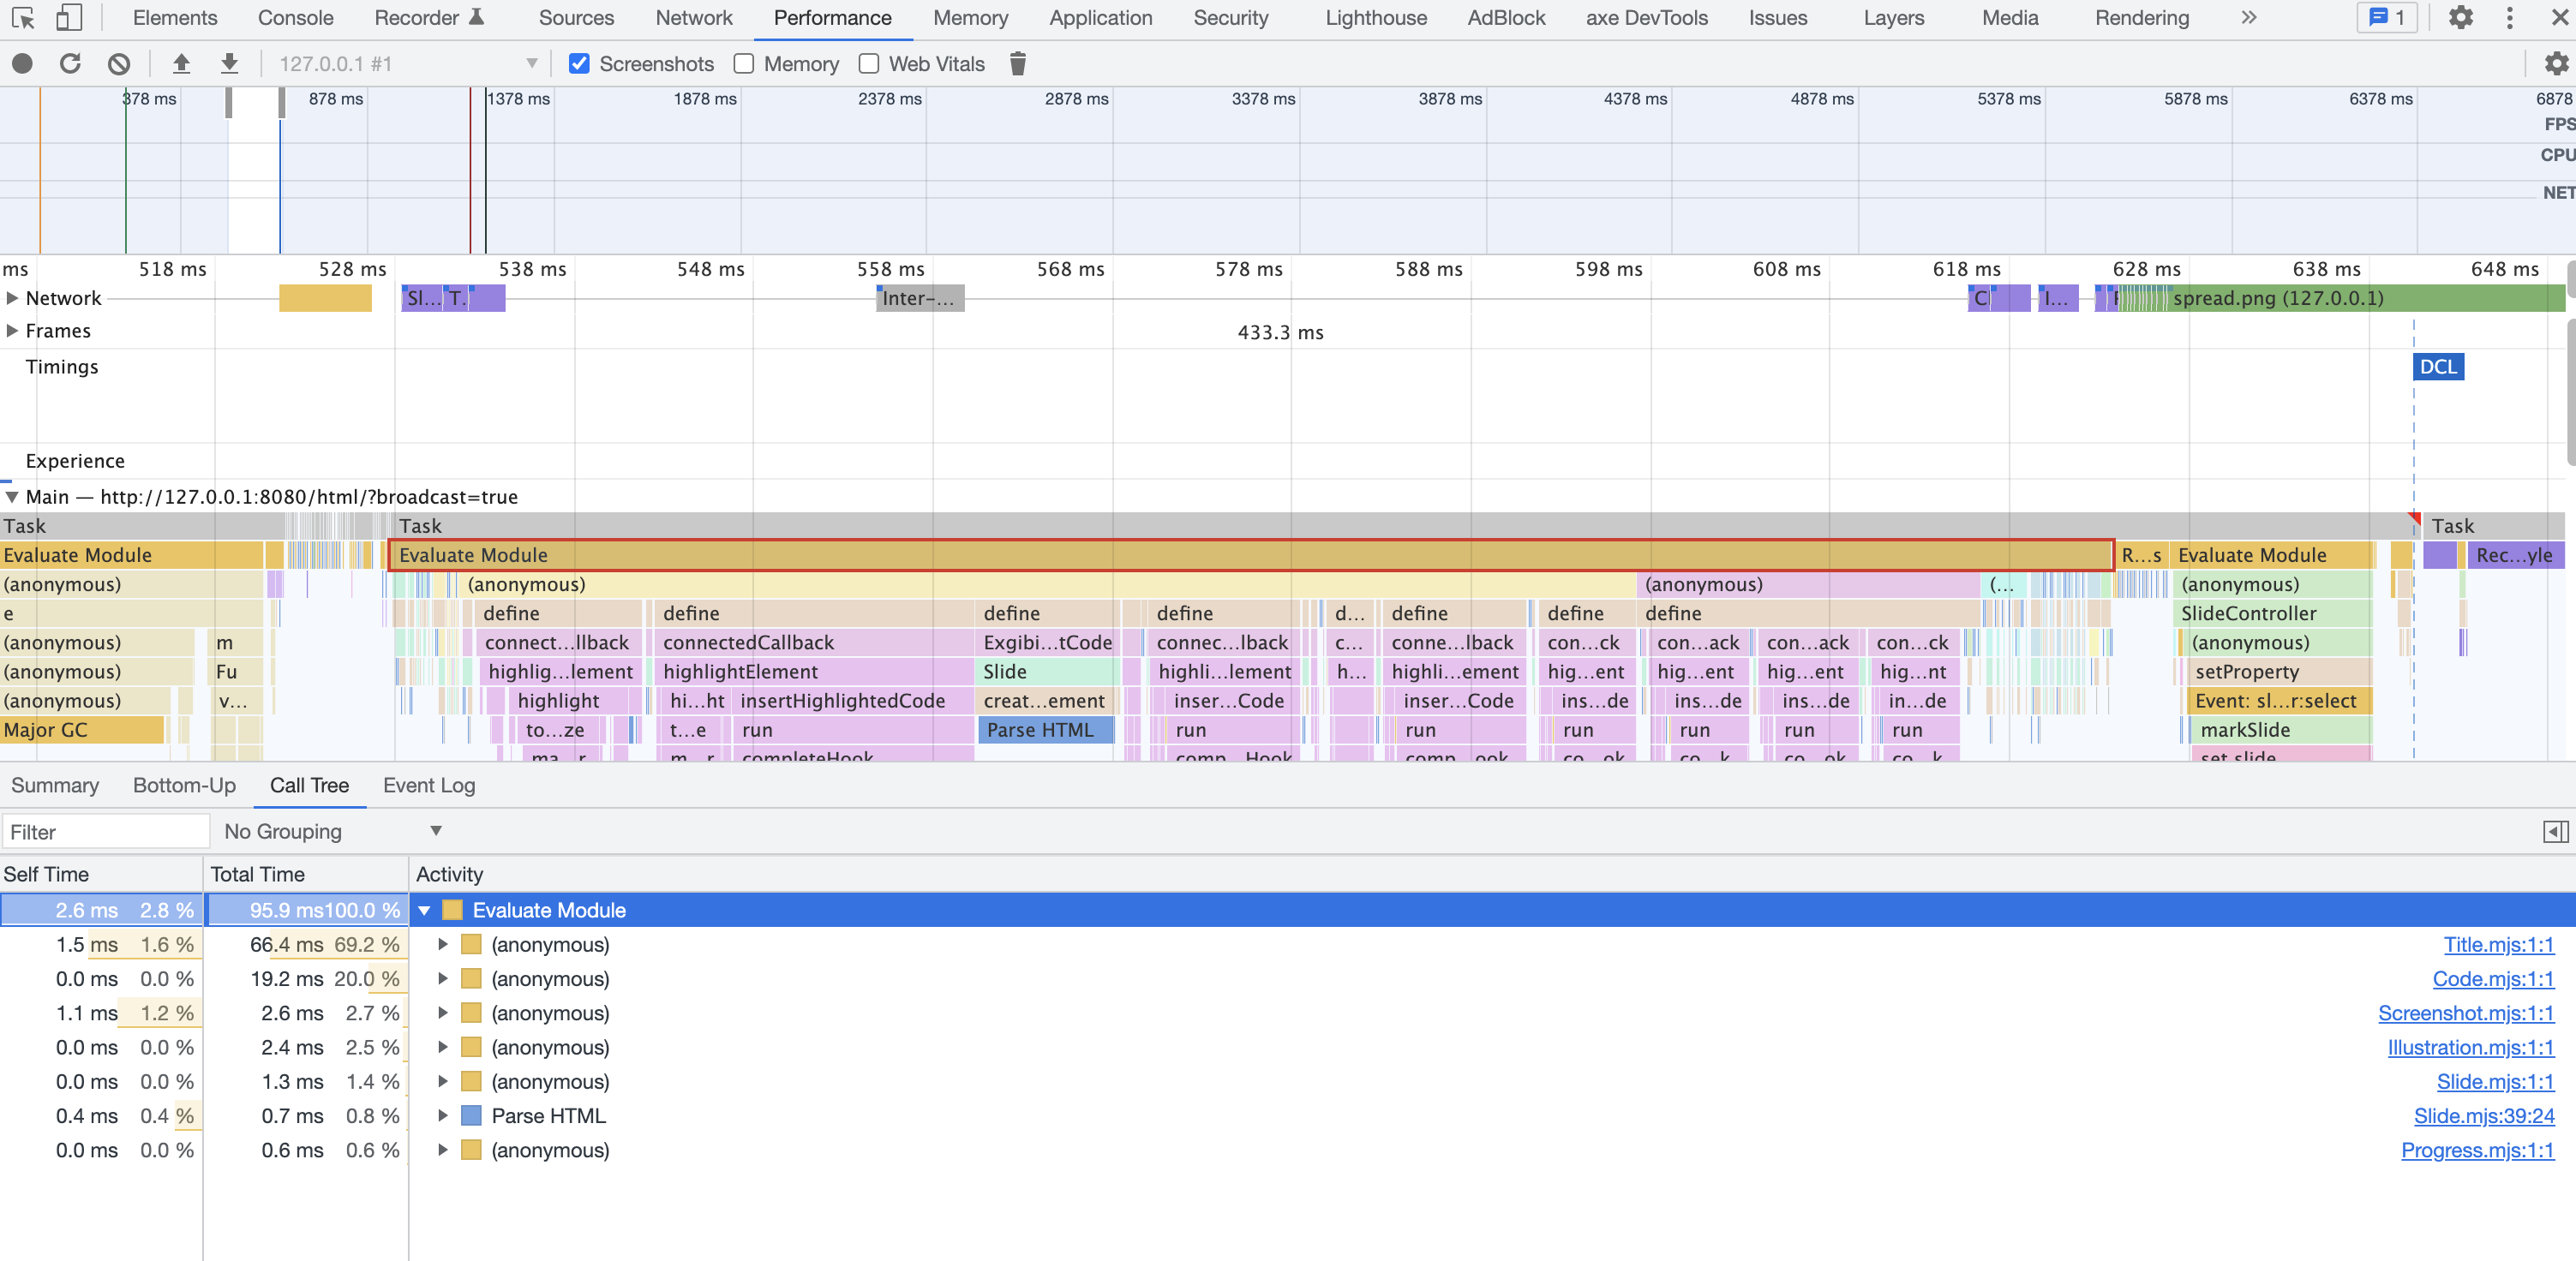 Elements Console Recorder Sources Network Performance Memory Application Security Lighthouse AdBlock axe DevTools Issues Layers Media Rendering » 1
127.0.0.1 #1 Screenshots Memory Web Vitals
378 ms 878 ms 1378 ms 1878 ms 2378 ms 2878 ms 3378 ms 3878 ms 4378 ms 4878 ms 5378 ms 5878 ms 6378 ms 6878
FPS
CPU
NET
ms 518 ms 528 ms 538 ms 548 ms 558 ms 568 ms 578 ms 588 ms 598 ms 608 ms 618 ms 628 ms 638 ms 648 ms
Network Sl... T. Inter-... C I... spread.png (127.0.0.1)
Frames 433.3 ms
Timings DCL
Experience
Main — http://127.0.0.1:8080/html/?broadcast=true
Task Task Task
Evaluate Module Evaluate Module R...s Evaluate Module Rec...yle
(anonymous) (anonymous) (anonymous) (... (anonymous)
e define define define define d... define define define SlideController
(anonymous) m connect...llback connectedCallback Exgibi...tCode connec...lback c... conne...lback con...ck con...ack con...ack con...ck (anonymous)
(anonymous) Fu highlig...lement highlightElement Slide highli...lement h... highli...ement hig...ent hig...ent hig...ent hig...nt setProperty
(anonymous) v... highlight hi...ht insertHighlightedCode creat...ement inser...Code inser...Code ins...de ins...de ins...de in...de Event: sl...r:select
Major GC to...ze t...e run Parse HTML run run run run run run markSlide
ma...r m...r completeHook comp...Hook comp...ook co...ok co...k co...ok co...k set slide
Summary Bottom-Up Call Tree Event Log
Filter No Grouping
Self Time Total Time Activity
2.6 ms 2.8 % 95.9 ms 100.0 % Evaluate Module
1.5 ms 1.6 % 66.4 ms 69.2 % (anonymous) Title.mjs:1:1
0.0 ms 0.0 % 19.2 ms 20.0 % (anonymous) Code.mjs:1:1
1.1 ms 1.2 % 2.6 ms 2.7 % (anonymous) Screenshot.mjs:1:1
0.0 ms 0.0 % 2.4 ms 2.5 % (anonymous) Illustration.mjs:1:1
0.0 ms 0.0 % 1.3 ms 1.4 % (anonymous) Slide.mjs:1:1
0.4 ms 0.4 % 0.7 ms 0.8 % Parse HTML Slide.mjs:39:24
0.0 ms 0.0 % 0.6 ms 0.6 % (anonymous) Progress.mjs:1:1